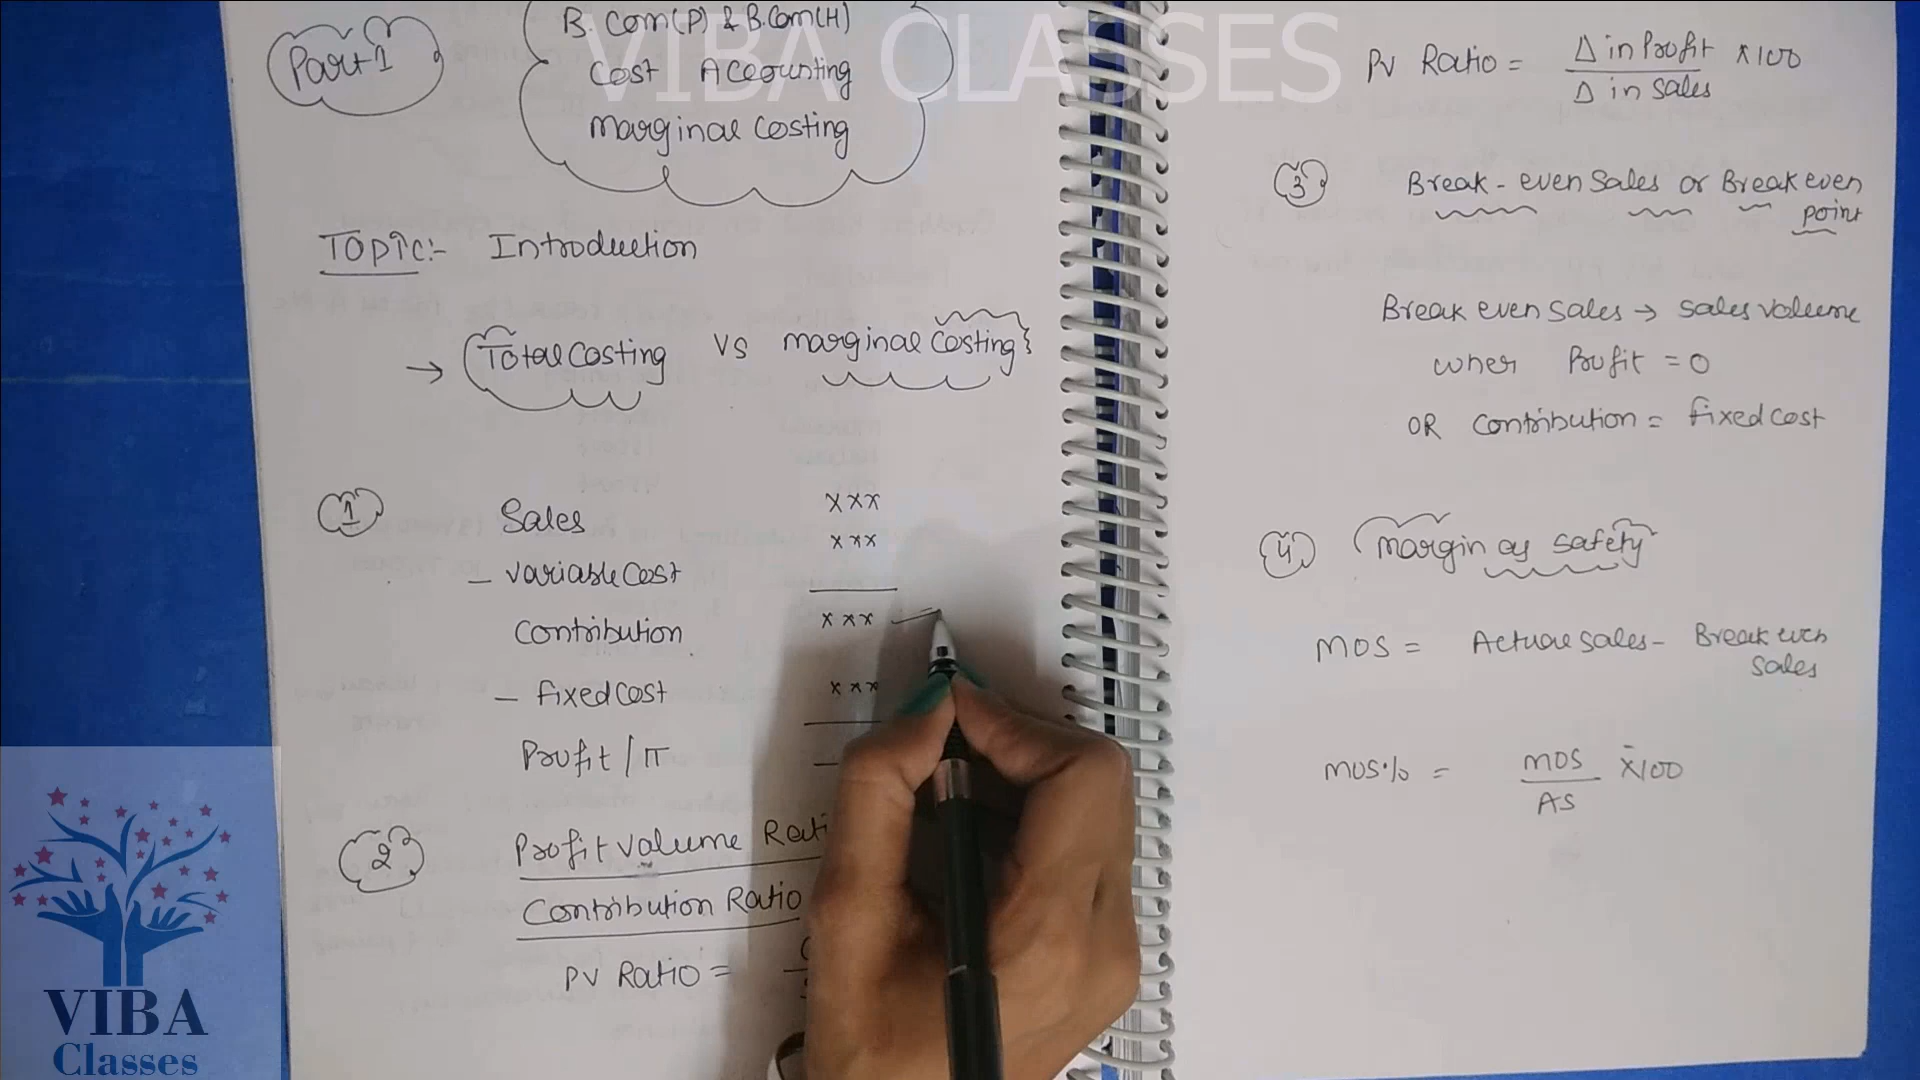 VIBA CLASSES
Part 1
B. Com(P) & B.Com(H)
Cost Accounting
Marginal Costing
TOPIC:- Introduction
→ Total Costing VS Marginal Costing
1 Sales xxx
xxx
- Variable Cost
Contribution xxx
- fixed cost xxx
Profit / π
2 Profit volume
Contribution Ratio
PV Ratio =
PV Ratio = Δ in Profit x 100
Δ in Sales
3 Break-even Sales or Break even
point
Break even Sales → Sales volume
when Profit = 0
OR Contribution = fixed cost
4 Margin of Safety
MOS = Actual Sales - Break even
Sales
MOS% = MOS x100
AS
VIBA
Classes